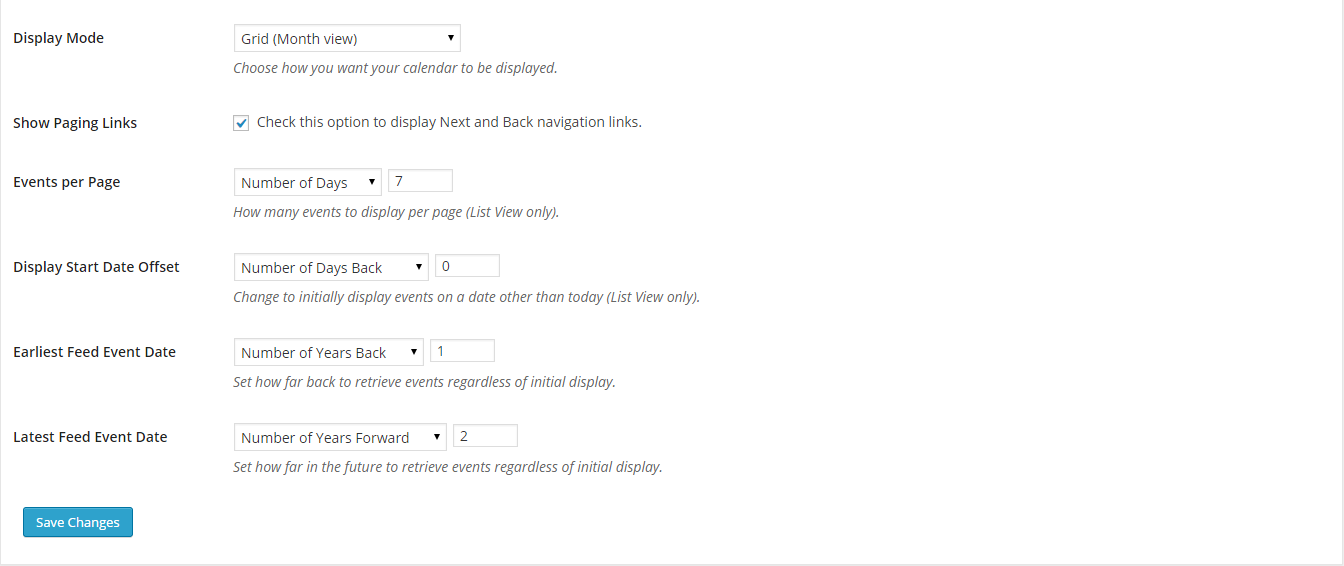 Display Mode Grid (Month view)
Choose how you want your calendar to be displayed.
Show Paging Links Check this option to display Next and Back navigation links.
Events per Page Number of Days 7
How many events to display per page (List View only).
Display Start Date Offset Number of Days Back 0
Change to initially display events on a date other than today (List View only).
Earliest Feed Event Date Number of Years Back 1
Set how far back to retrieve events regardless of initial display.
Latest Feed Event Date Number of Years Forward 2
Set how far in the future to retrieve events regardless of initial display.
Save Changes